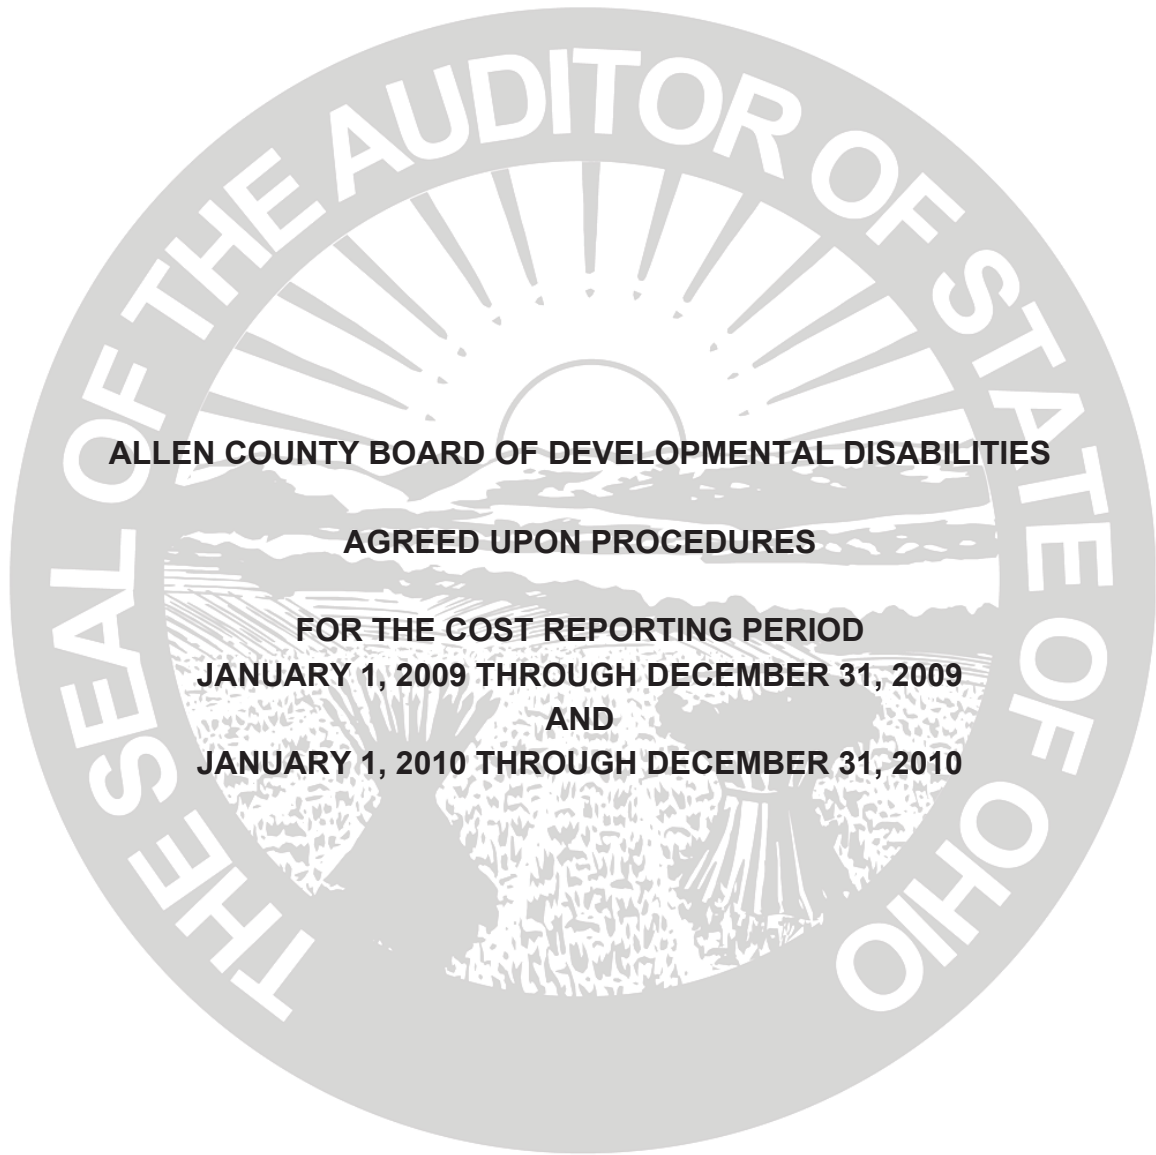 THE SEAL OF THE AUDITOR OF STATE OF OHIO
ALLEN COUNTY BOARD OF DEVELOPMENTAL DISABILITIES
AGREED UPON PROCEDURES
FOR THE COST REPORTING PERIOD
JANUARY 1, 2009 THROUGH DECEMBER 31, 2009
AND
JANUARY 1, 2010 THROUGH DECEMBER 31, 2010